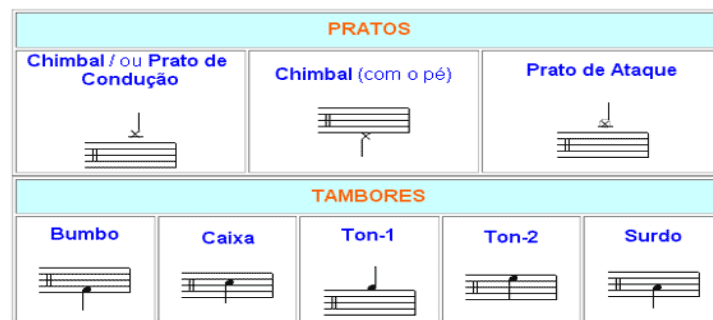 PRATOS
Chimbal / ou Prato de
Condução
Chimbal (com o pé)
Prato de Ataque
TAMBORES
Bumbo
Caixa
Ton-1
Ton-2
Surdo